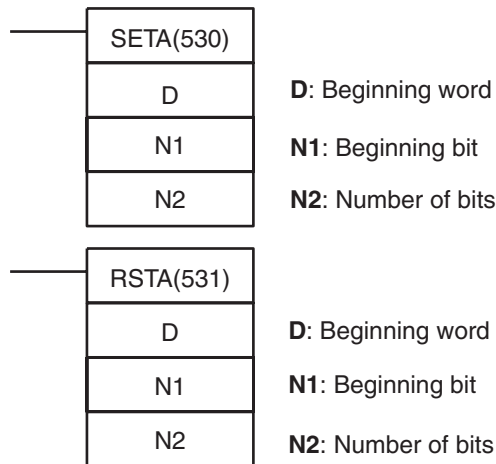 SETA(530)
D D: Beginning word
N1 N1: Beginning bit
N2 N2: Number of bits
RSTA(531)
D D: Beginning word
N1 N1: Beginning bit
N2 N2: Number of bits